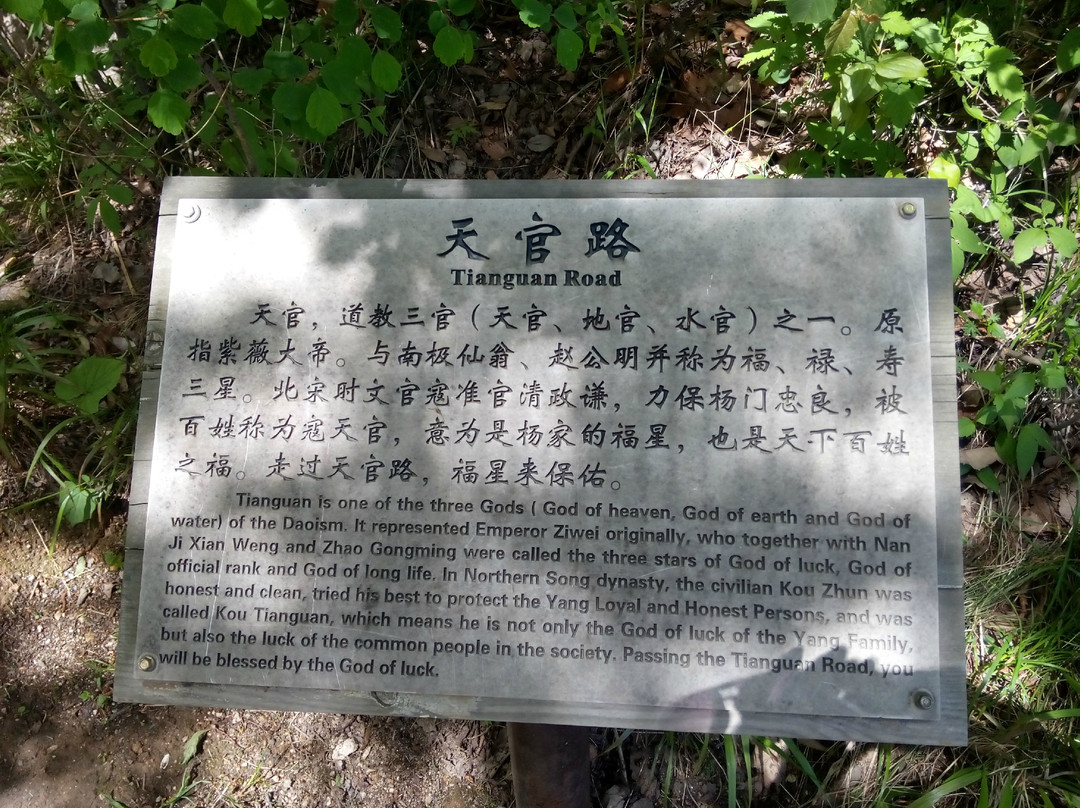 天官路
Tianguan Road
天官，道教三官（天官、地官、水官）之一。原
指紫薇大帝。与南极仙翁、赵公明并称为福、禄、寿
三星。北宋时文官寇准官清政谦，力保杨门忠良，被
百姓称为寇天官，意为是杨家的福星，也是天下百姓
之福。走过天官路，福星来保佑。
Tianguan is one of the three Gods ( God of heaven, God of earth and God of
water) of the Daoism. It represented Emperor Ziwei originally, who together with Nan
Ji Xian Weng and Zhao Gongming were called the three stars of God of luck, God of
official rank and God of long life. In Northern Song dynasty, the civilian Kou Zhun was
honest and clean, tried his best to protect the Yang Loyal and Honest Persons, and was
called Kou Tianguan, which means he is not only the God of luck of the Yang Family,
but also the luck of the common people in the society. Passing the Tianguan Road, you
will be blessed by the God of luck.